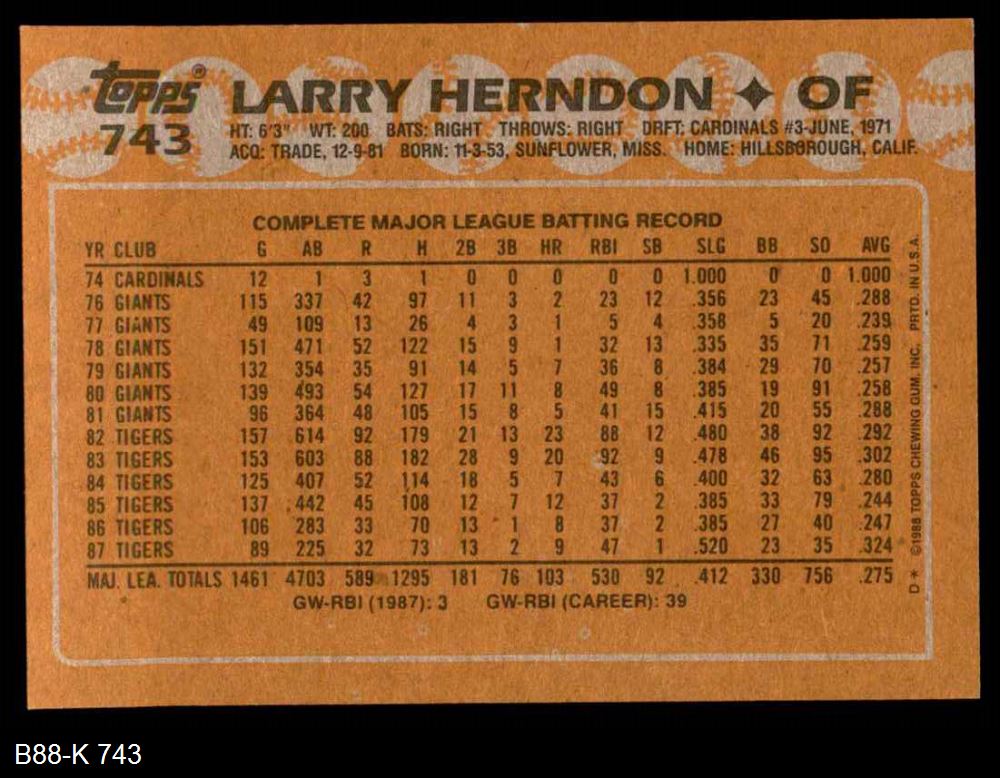 topps® LARRY HERNDON ✦ OF
743 HT: 6'3" WT: 200 BATS: RIGHT THROWS: RIGHT DRFT: CARDINALS #3-JUNE, 1971
ACQ: TRADE, 12-9-81 BORN: 11-3-53, SUNFLOWER, MISS. HOME: HILLSBOROUGH, CALIF.
COMPLETE MAJOR LEAGUE BATTING RECORD
YR CLUB G AB R H 2B 3B HR RBI SB SLG BB SO AVG
74 CARDINALS 12 1 3 1 0 0 0 0 0 1.000 0 0 1.000
76 GIANTS 115 337 42 97 11 3 2 23 12 .356 23 45 .288
77 GIANTS 49 109 13 26 4 3 1 5 4 .358 5 20 .239
78 GIANTS 151 471 52 122 15 9 1 32 13 .335 35 71 .259
79 GIANTS 132 354 35 91 14 5 7 36 8 .384 29 70 .257
80 GIANTS 139 493 54 127 17 11 8 49 8 .385 19 91 .258
81 GIANTS 96 364 48 105 15 8 5 41 15 .415 20 55 .288
82 TIGERS 157 614 92 179 21 13 23 88 12 .480 38 92 .292
83 TIGERS 153 603 88 182 28 9 20 92 9 .478 46 95 .302
84 TIGERS 125 407 52 114 18 5 7 43 6 .400 32 63 .280
85 TIGERS 137 442 45 108 12 7 12 37 2 .385 33 79 .244
86 TIGERS 106 283 33 70 13 1 8 37 2 .385 27 40 .247
87 TIGERS 89 225 32 73 13 2 9 47 1 .520 23 35 .324
MAJ. LEA. TOTALS 1461 4703 589 1295 181 76 103 530 92 .412 330 756 .275
GW-RBI (1987): 3 GW-RBI (CAREER): 39
D* ©1988 TOPPS CHEWING GUM, INC. PRTD. IN U.S.A.
B88-K 743